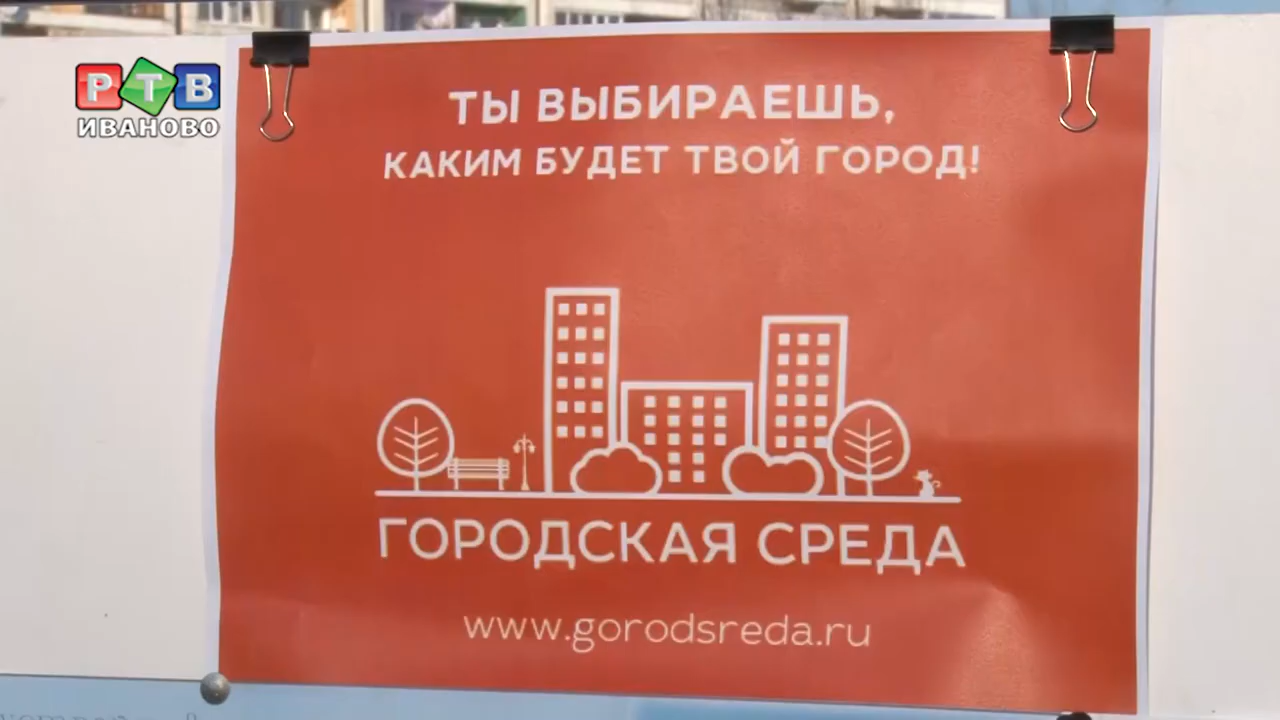 РТВ
ИВАНОВО
ТЫ ВЫБИРАЕШЬ,
КАКИМ БУДЕТ ТВОЙ ГОРОД!
ГОРОДСКАЯ СРЕДА
www.gorodsreda.ru